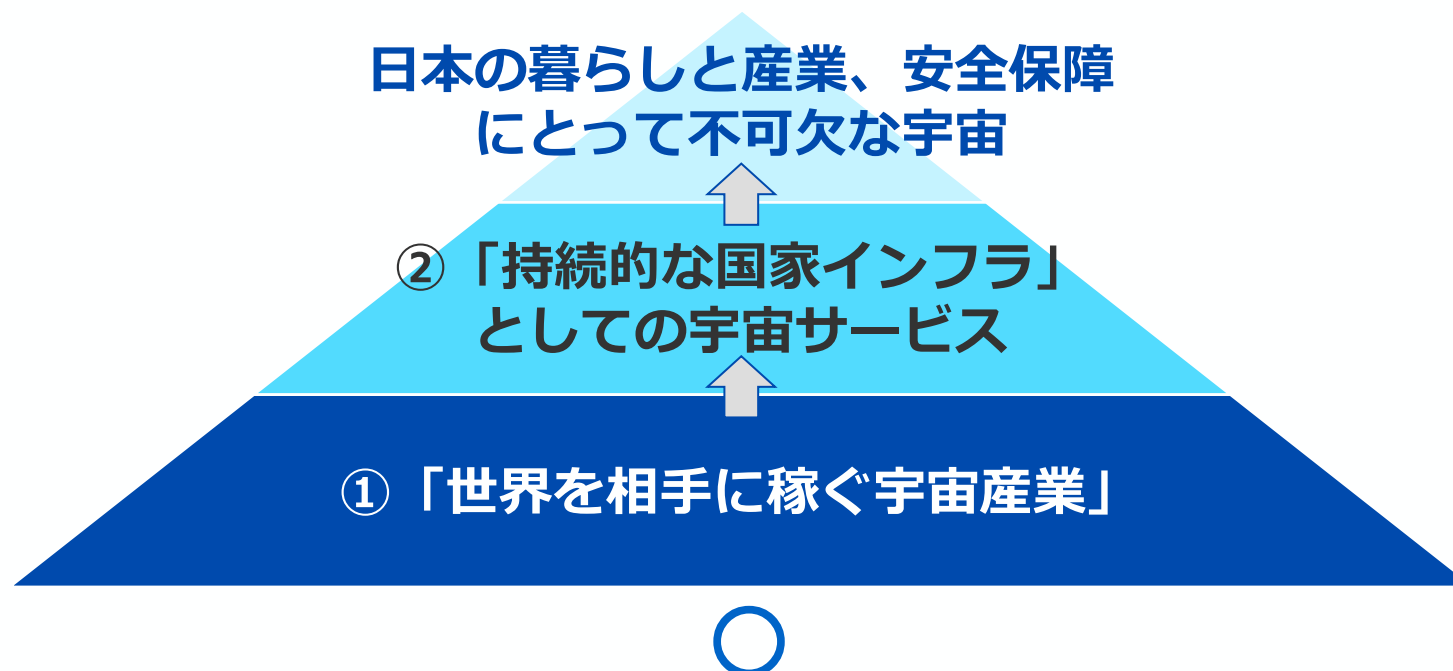 日本の暮らしと産業、安全保障
にとって不可欠な宇宙
②「持続的な国家インフラ」
としての宇宙サービス
①「世界を相手に稼ぐ宇宙産業」